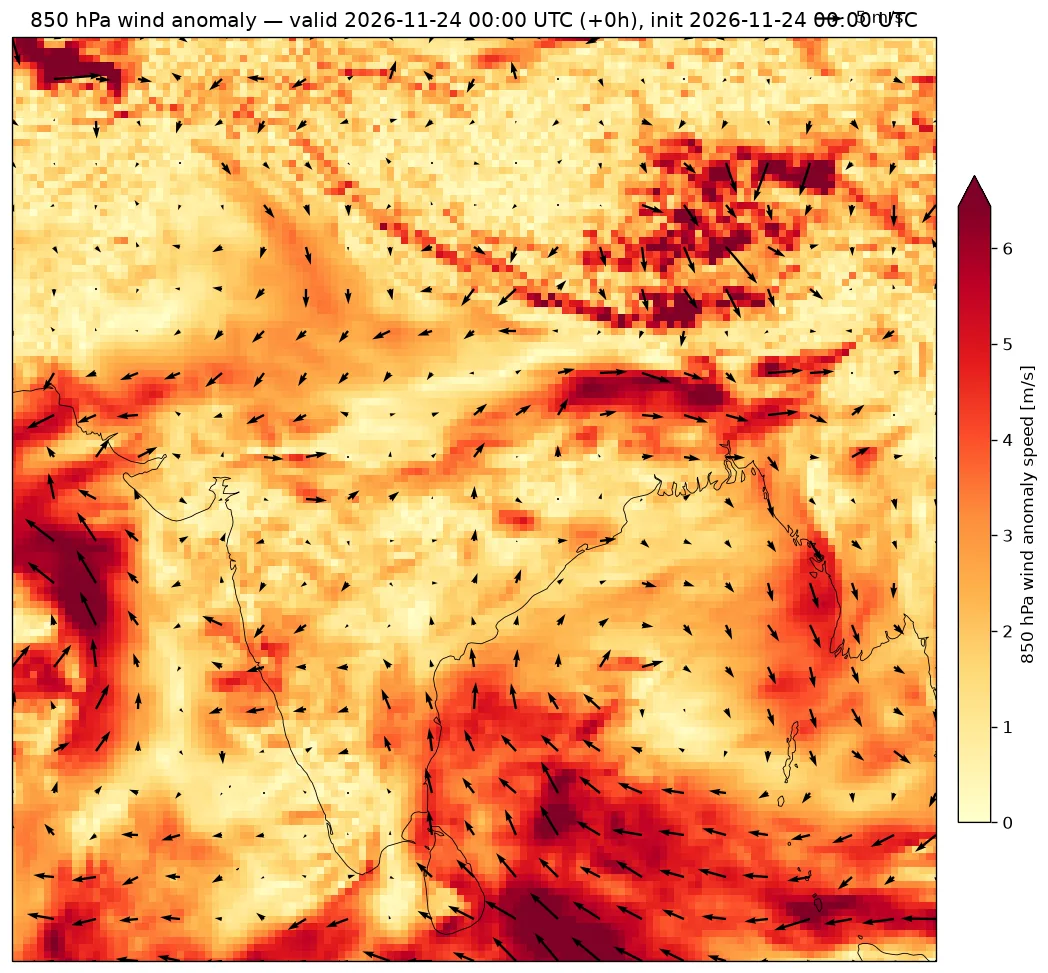 850 hPa wind anomaly — valid 2026-11-24 00:00 UTC (+0h), init 2026-11-24 00:00 UTC
5 m/s
6
5
4
3
2
1
0
850 hPa wind anomaly speed [m/s]